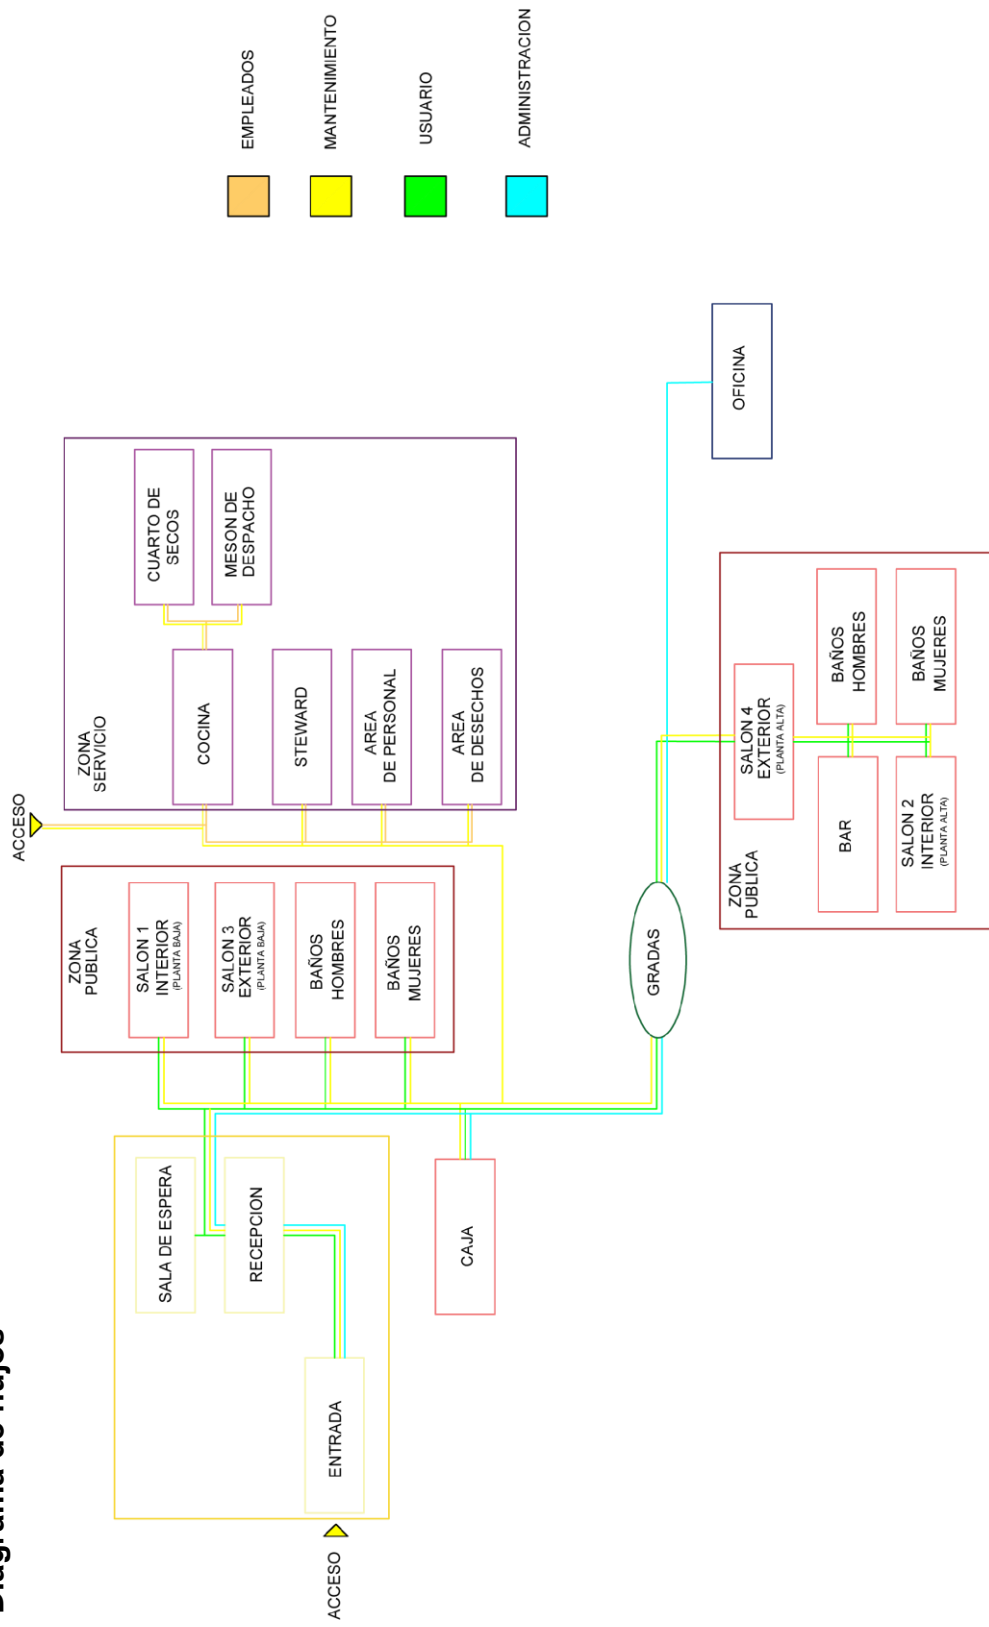 Diagrama de flujos
ACCESO
ENTRADA
SALA DE ESPERA
RECEPCION
CAJA
ZONA
PUBLICA
SALON 1
INTERIOR
(PLANTA BAJA)
SALON 3
EXTERIOR
(PLANTA BAJA)
BAÑOS
HOMBRES
BAÑOS
MUJERES
ACCESO
ZONA
SERVICIO
COCINA
STEWARD
AREA
DE PERSONAL
AREA
DE DESECHOS
CUARTO DE
SECOS
MESON DE
DESPACHO
GRADAS
ZONA
PUBLICA
SALON 4
EXTERIOR
(PLANTA ALTA)
BAR
SALON 2
INTERIOR
(PLANTA ALTA)
BAÑOS
HOMBRES
BAÑOS
MUJERES
OFICINA
EMPLEADOS
MANTENIMIENTO
USUARIO
ADMINISTRACION